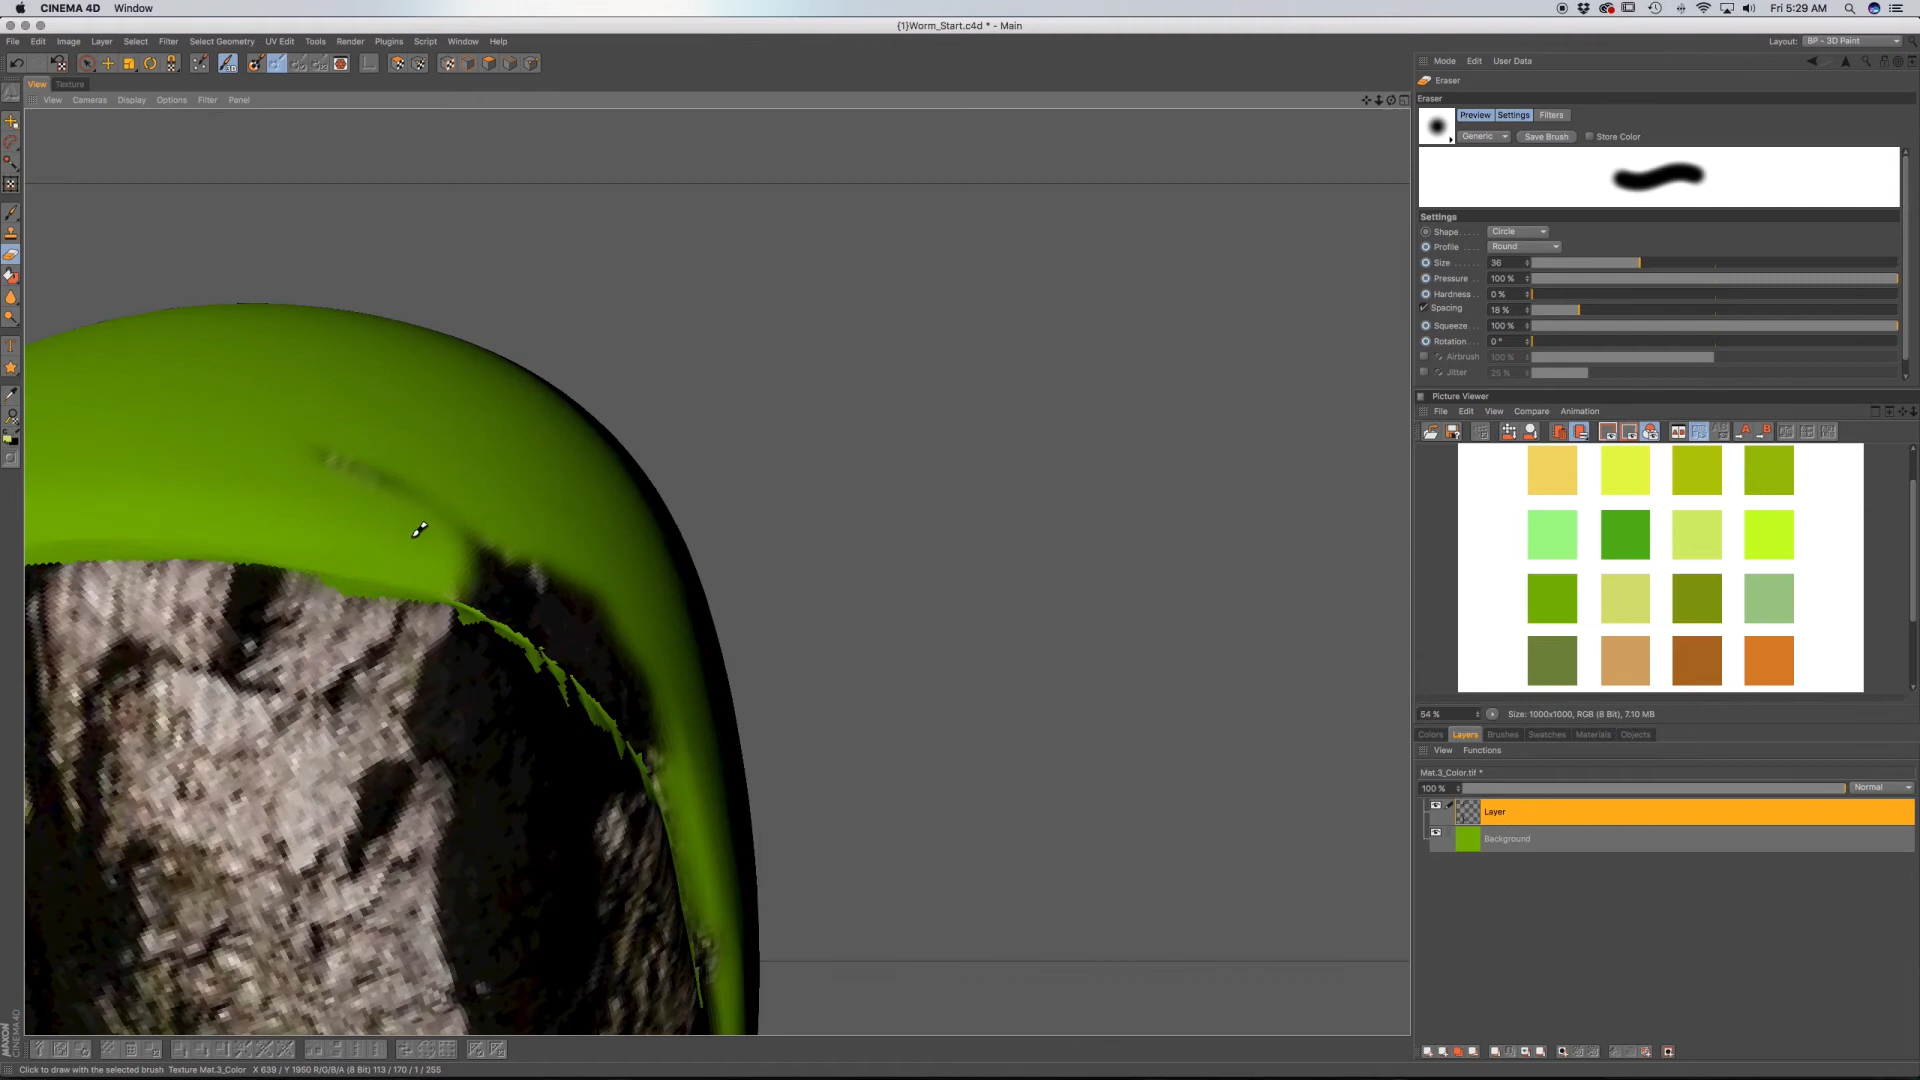 CINEMA 4D Window Fri 5:29 AM
{1}Worm_Start.c4d * - Main
File Edit Image Layer Select Filter Select Geometry UV Edit Tools Render Plugins Script Window Help Layout: BP - 3D Paint
View Texture
View Cameras Display Options Filter Panel
Mode Edit User Data
Eraser
Eraser
Preview Settings Filters
Generic Save Brush Store Color
Settings
Shape Circle
Profile Round
Size 36
Pressure 100 %
Hardness 0 %
Spacing 18 %
Squeeze 100 %
Rotation 0 °
Airbrush 100 %
Jitter 25 %
Picture Viewer
File Edit View Compare Animation
54 % Size: 1000x1000, RGB (8 Bit), 7.10 MB
Colors Layers Brushes Swatches Materials Objects
View Functions
Mat.3_Color.tif *
100 % Normal
Layer
Background
MAXON
CINEMA 4D
Click to draw with the selected brush Texture Mat.3_Color X 639 / Y 1950 R/G/B/A (8 Bit) 113 / 170 / 1 / 255